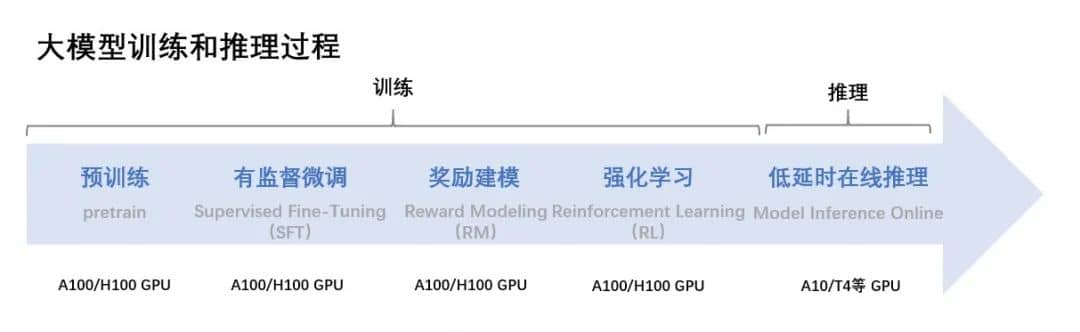 大模型训练和推理过程
训练
推理
预训练
有监督微调
奖励建模
强化学习
低延时在线推理
pretrain
Supervised Fine-Tuning
(SFT)
Reward Modeling
(RM)
Reinforcement Learning
(RL)
Model Inference Online
A100/H100 GPU
A100/H100 GPU
A100/H100 GPU
A100/H100 GPU
A10/T4等 GPU